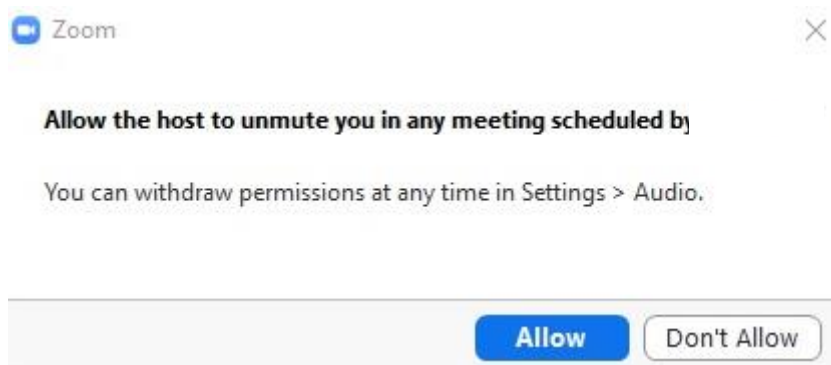 Zoom
Allow the host to unmute you in any meeting scheduled by
You can withdraw permissions at any time in Settings > Audio.
Allow Don't Allow